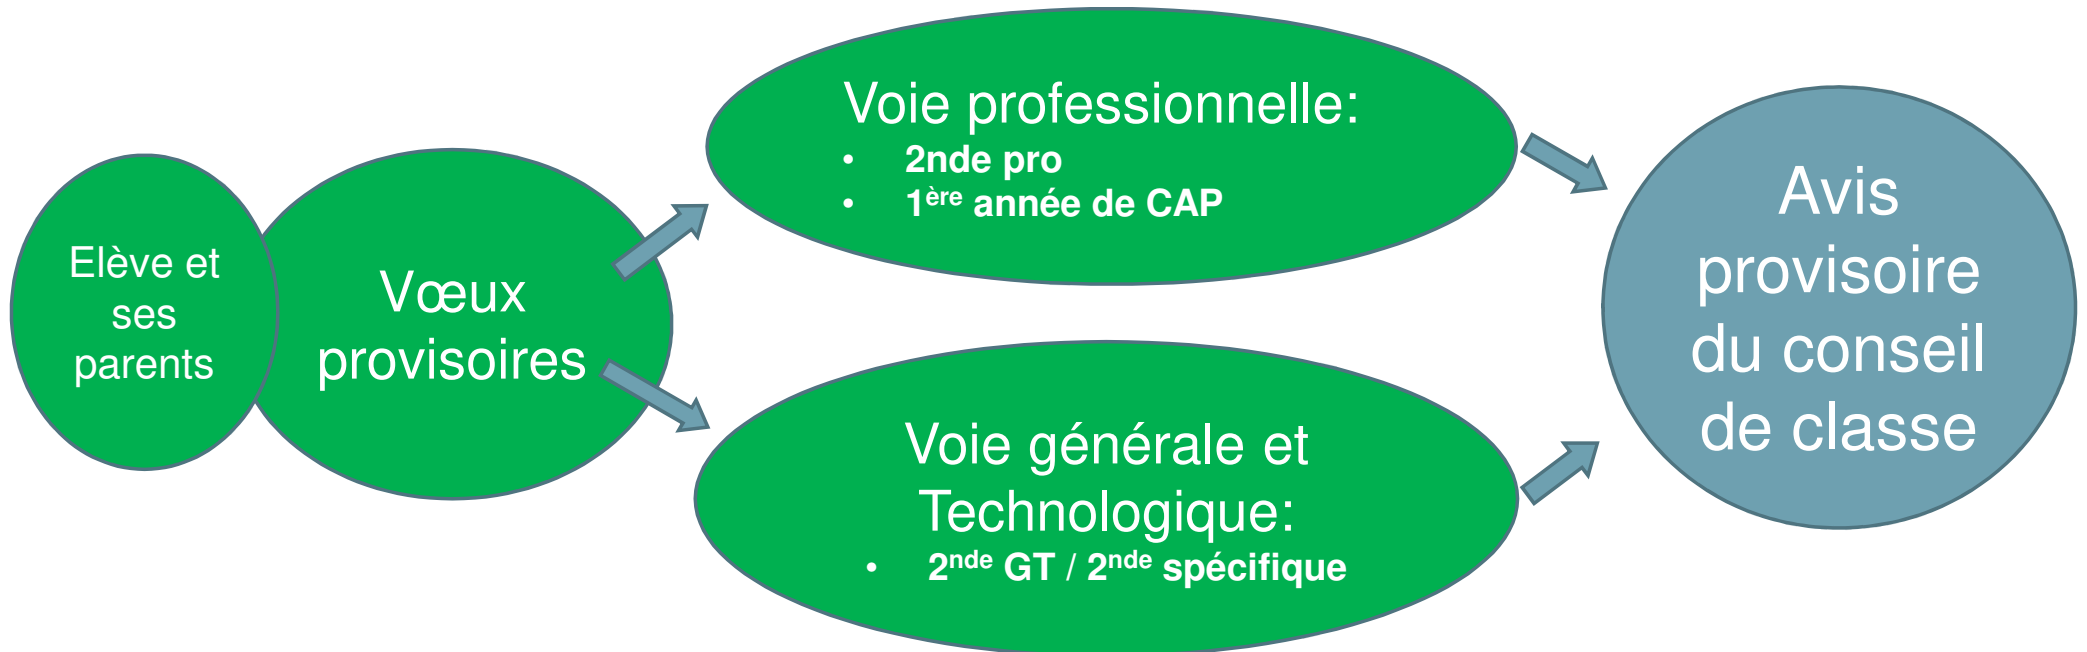 Elève et
ses
parents
Vœux
provisoires
Voie professionnelle:
• 2nde pro
• 1ère année de CAP
Voie générale et
Technologique:
• 2nde GT / 2nde spécifique
Avis
provisoire
du conseil
de classe